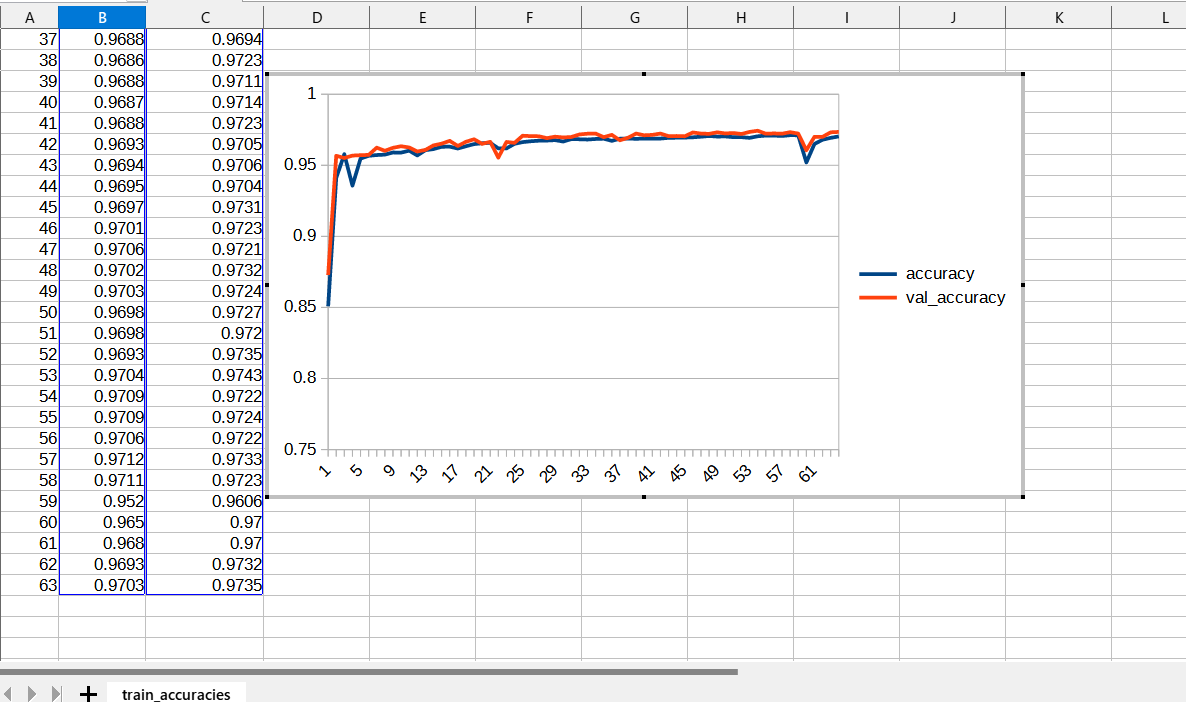 A B C D E F G H I J K L
37 0.9688 0.9694
38 0.9686 0.9723
39 0.9688 0.9711
40 0.9687 0.9714
41 0.9688 0.9723
42 0.9693 0.9705
43 0.9694 0.9706
44 0.9695 0.9704
45 0.9697 0.9731
46 0.9701 0.9723
47 0.9706 0.9721
48 0.9702 0.9732
49 0.9703 0.9724
50 0.9698 0.9727
51 0.9698 0.972
52 0.9693 0.9735
53 0.9704 0.9743
54 0.9709 0.9722
55 0.9709 0.9724
56 0.9706 0.9722
57 0.9712 0.9733
58 0.9711 0.9723
59 0.952 0.9606
60 0.965 0.97
61 0.968 0.97
62 0.9693 0.9732
63 0.9703 0.9735
1
0.95
0.9
0.85
0.8
0.75
1 5 9 13 17 21 25 29 33 37 41 45 49 53 57 61
accuracy
val_accuracy
train_accuracies